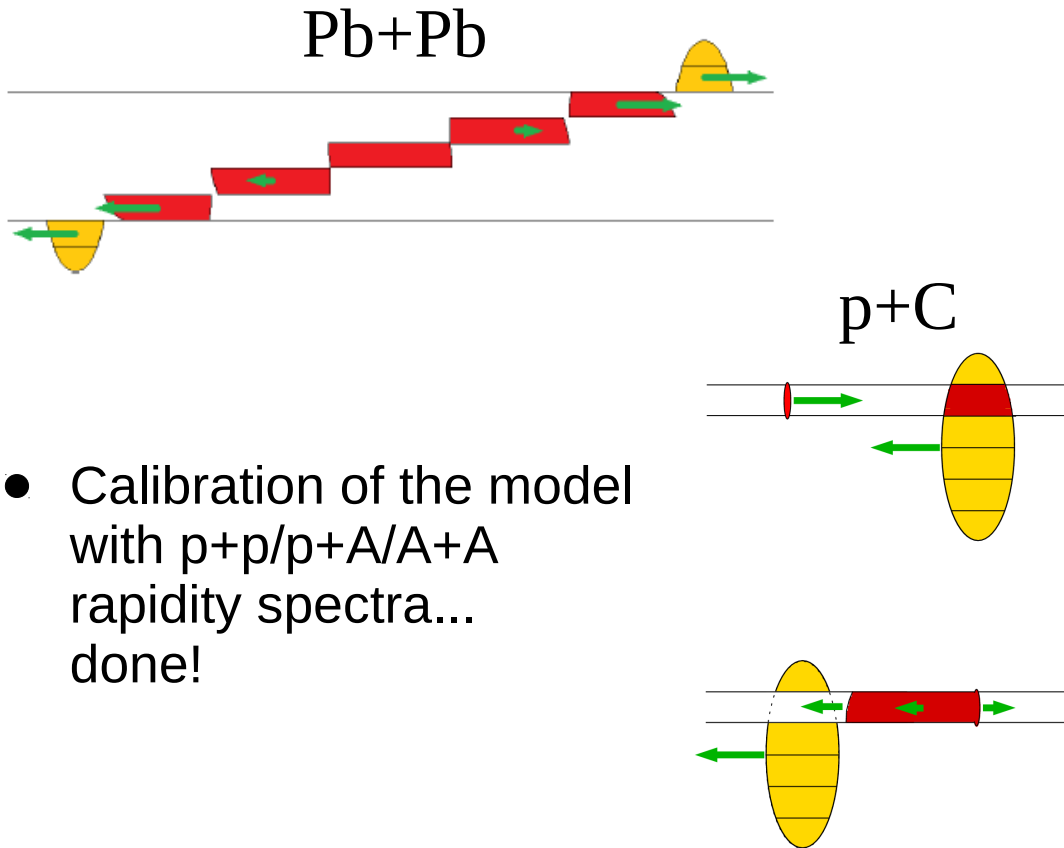 Pb+Pb
p+C
● Calibration of the model
with p+p/p+A/A+A
rapidity spectra...
done!